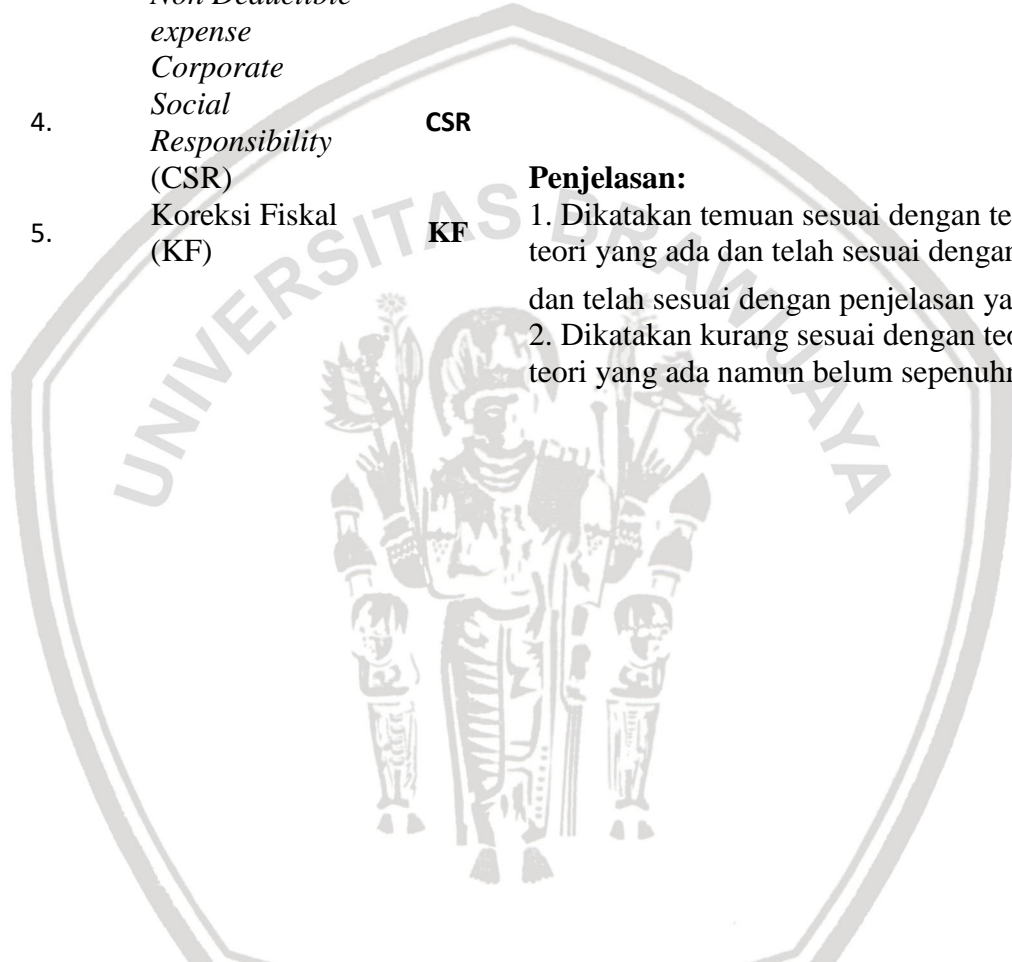 Non Deductible
expense
Corporate
4. Social CSR
Responsibility
(CSR)
5. Koreksi Fiskal KF
(KF)
Penjelasan:
1. Dikatakan temuan sesuai dengan te
teori yang ada dan telah sesuai dengan
dan telah sesuai dengan penjelasan ya
2. Dikatakan kurang sesuai dengan teo
teori yang ada namun belum sepenuhn
UNIVERSITAS BRAWIJAYA